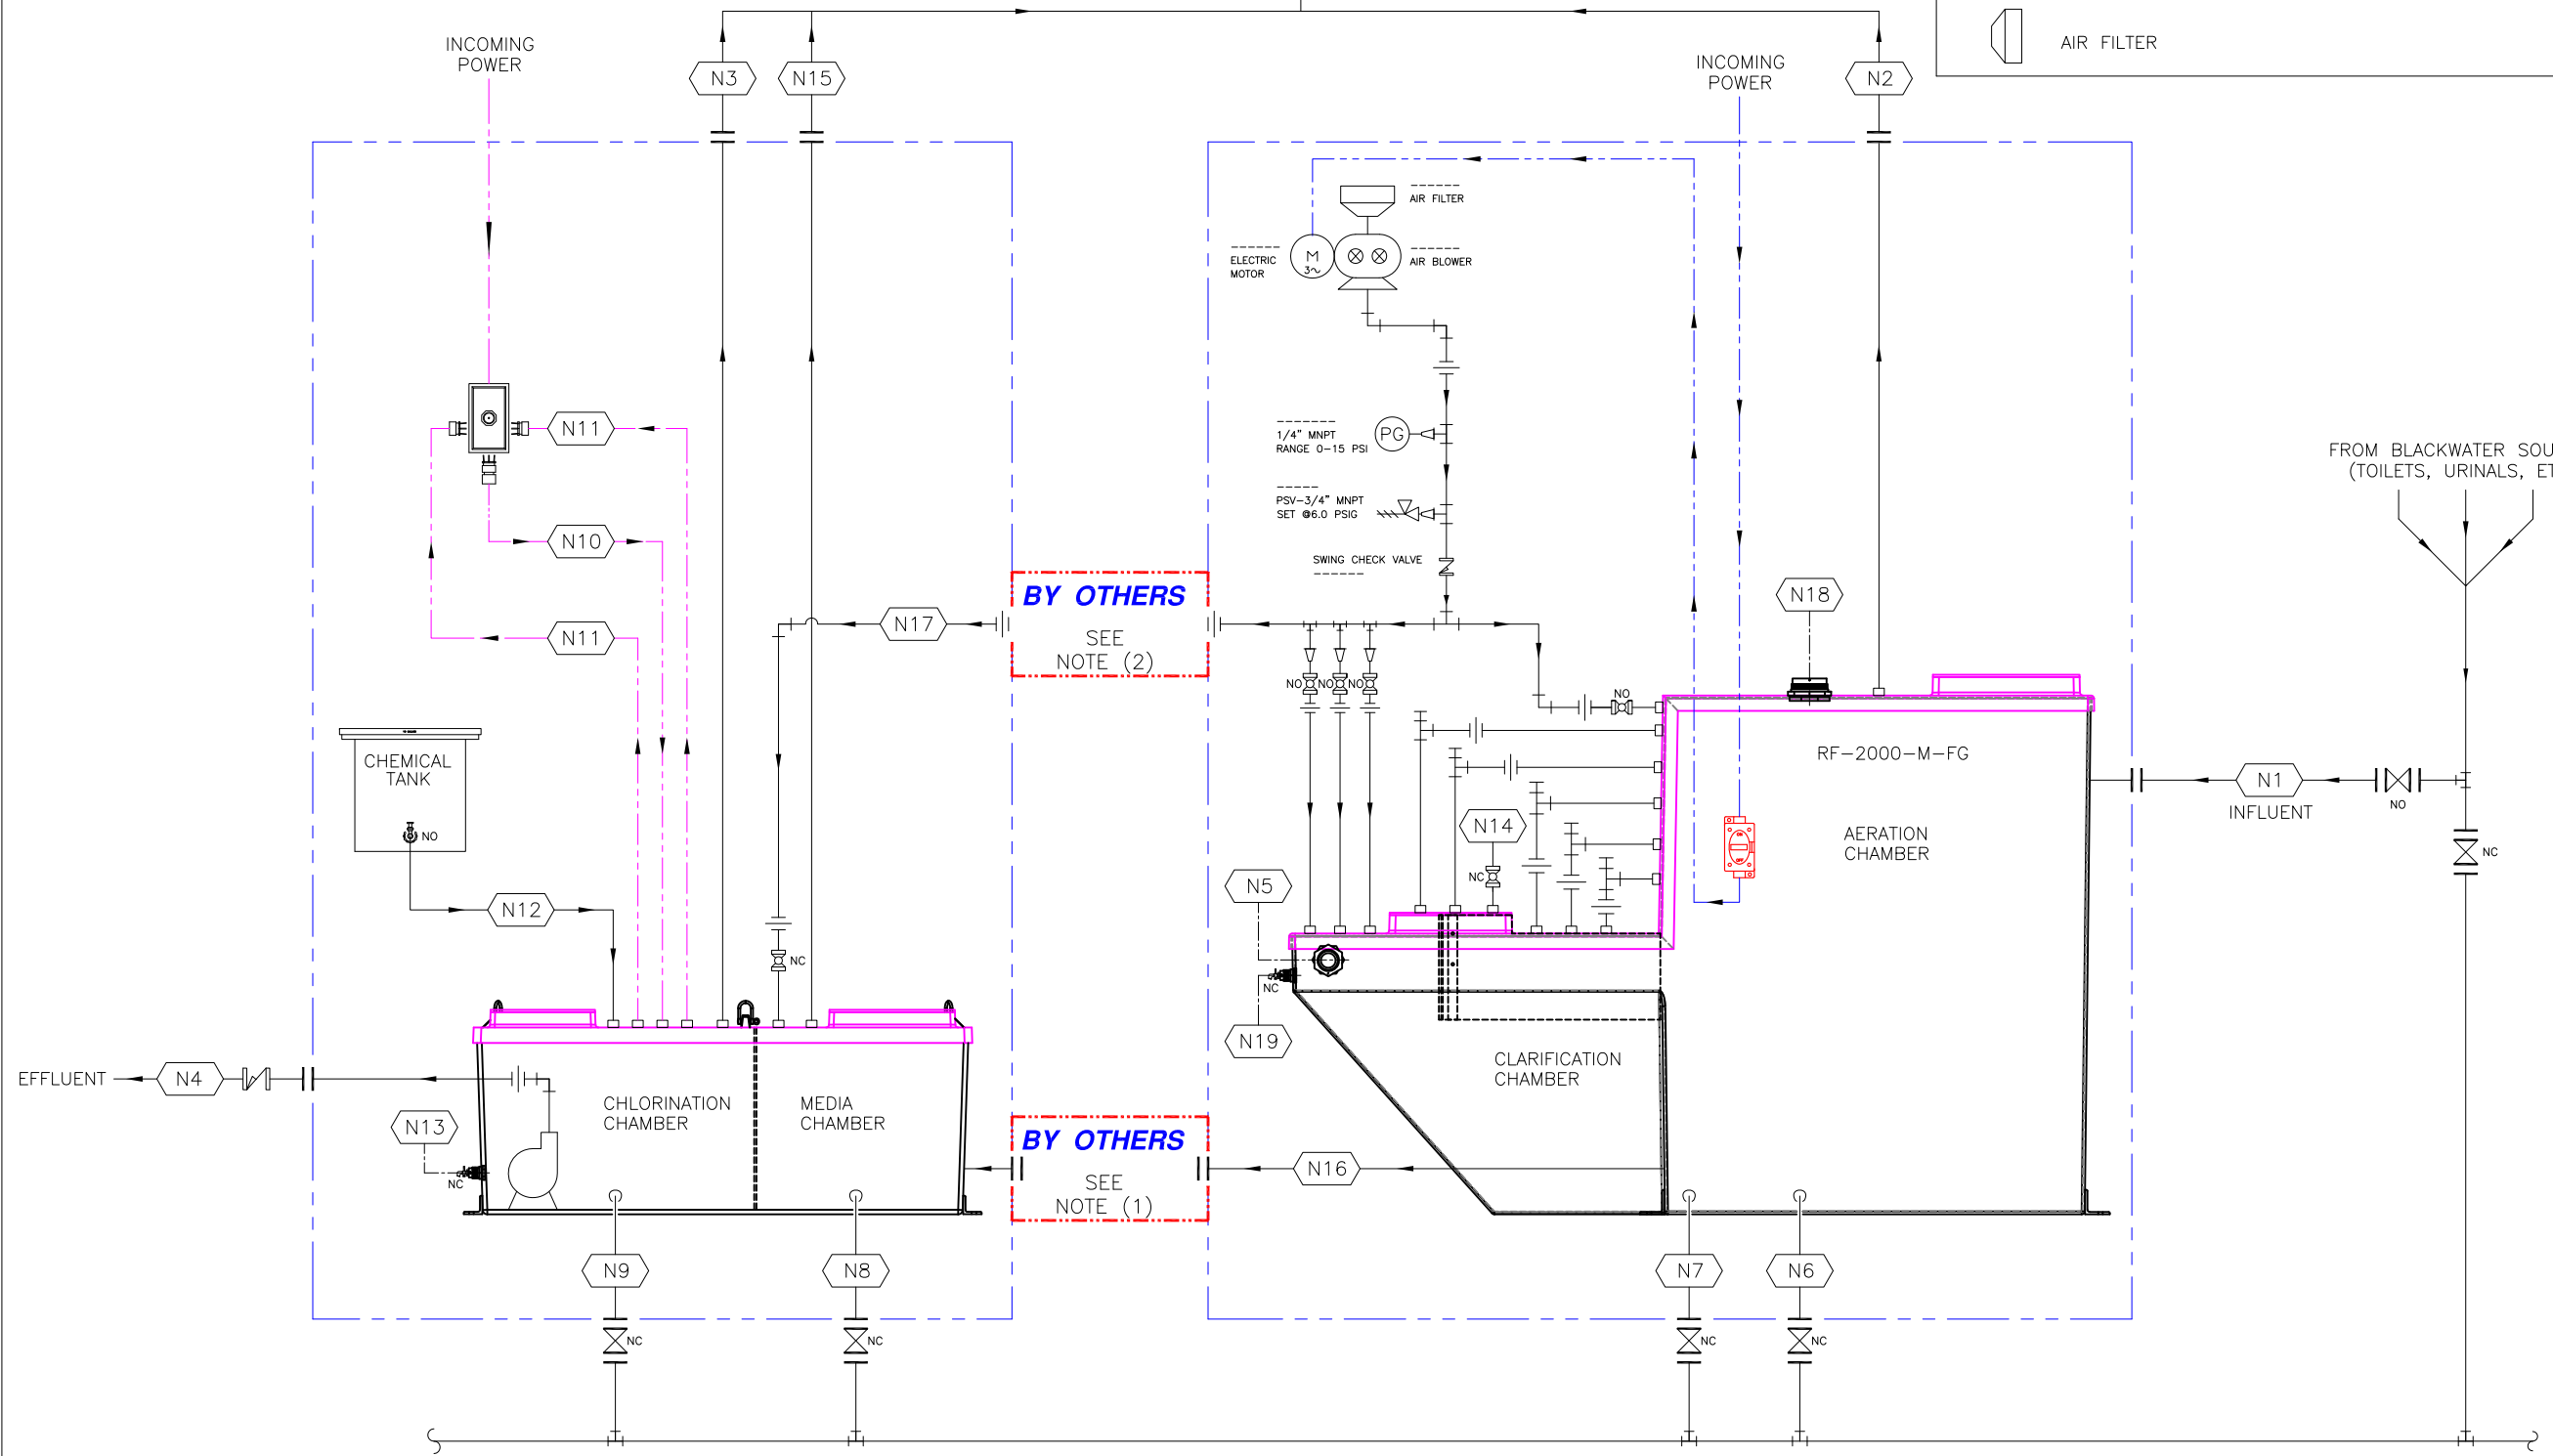 AIR FILTER
INCOMING
POWER
N3
N15
INCOMING
POWER
N2
AIR FILTER
ELECTRIC
MOTOR
M
3~
AIR BLOWER
N11
1/4" MNPT
RANGE 0-15 PSI
PG
FROM BLACKWATER
(TOILETS, URINALS,
PSV-3/4" MNPT
SET @6.0 PSIG
N10
SWING CHECK VALVE
BY OTHERS
SEE
NOTE (2)
N17
N11
N18
NO
NO
NO
NO
CHEMICAL
TANK
NO
RF-2000-M-FG
N1
INFLUENT
NO
N14
NC
AERATION
CHAMBER
ON
OFF
NC
N5
N12
NC
NC
N19
EFFLUENT
N4
CLARIFICATION
CHAMBER
CHLORINATION
CHAMBER
MEDIA
CHAMBER
N13
NC
BY OTHERS
SEE
NOTE (1)
N16
N9
N8
N7
N6
NC
NC
NC
NC